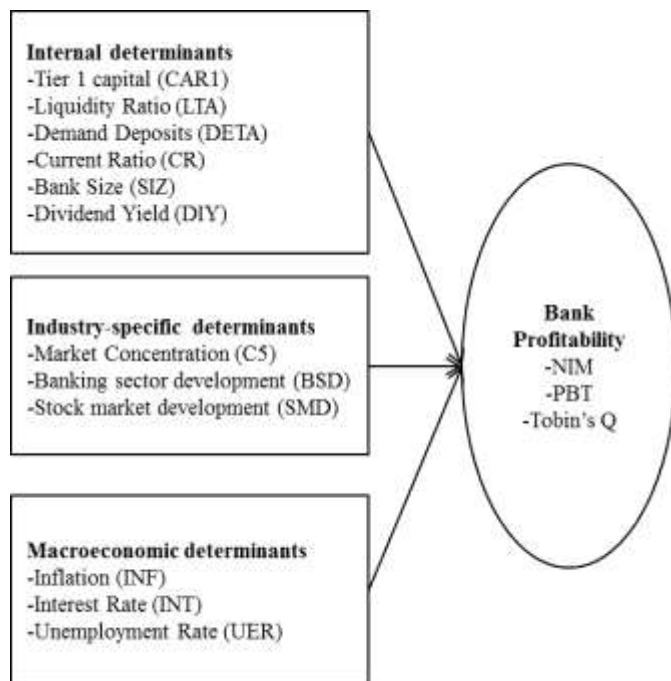 Internal determinants
-Tier 1 capital (CAR1)
-Liquidity Ratio (LTA)
-Demand Deposits (DETA)
-Current Ratio (CR)
-Bank Size (SIZ)
-Dividend Yield (DIY)
Industry-specific determinants
-Market Concentration (C5)
-Banking sector development (BSD)
-Stock market development (SMD)
Macroeconomic determinants
-Inflation (INF)
-Interest Rate (INT)
-Unemployment Rate (UER)
Bank
Profitability
-NIM
-PBT
-Tobin's Q